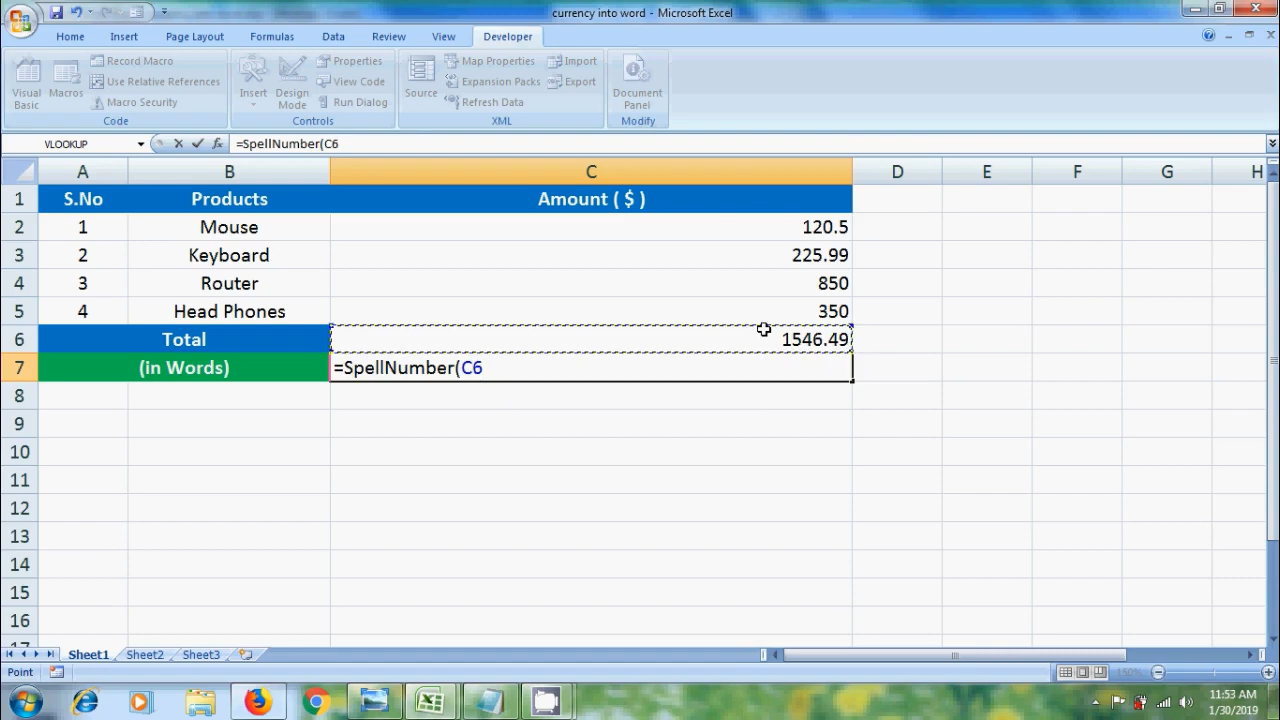 currency into word - Microsoft Excel
Home Insert Page Layout Formulas Data Review View Developer
Visual Basic Macros Record Macro Use Relative References Macro Security
Code
Insert Design Mode Properties View Code Run Dialog
Controls
Source Map Properties Expansion Packs Refresh Data Import Export
XML
Document Panel
Modify
VLOOKUP fx =SpellNumber(C6
A B C D E F G H
1 S.No Products Amount ( $ )
2 1 Mouse 120.5
3 2 Keyboard 225.99
4 3 Router 850
5 4 Head Phones 350
6 Total 1546.49
7 (in Words) =SpellNumber(C6
8
9
10
11
12
13
14
15
16
17
Sheet1 Sheet2 Sheet3
Point 150%
11:53 AM
1/30/2019